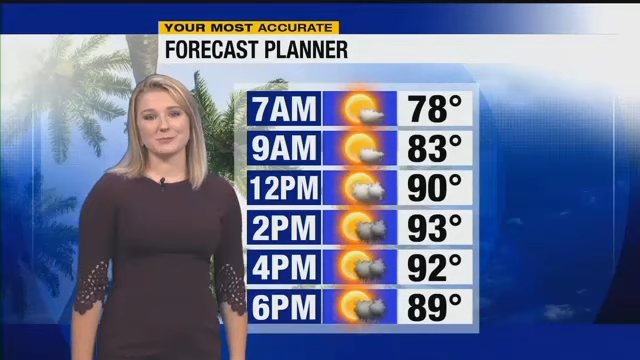 YOUR MOST ACCURATE
FORECAST PLANNER
7AM 78°
9AM 83°
12PM 90°
2PM 93°
4PM 92°
6PM 89°